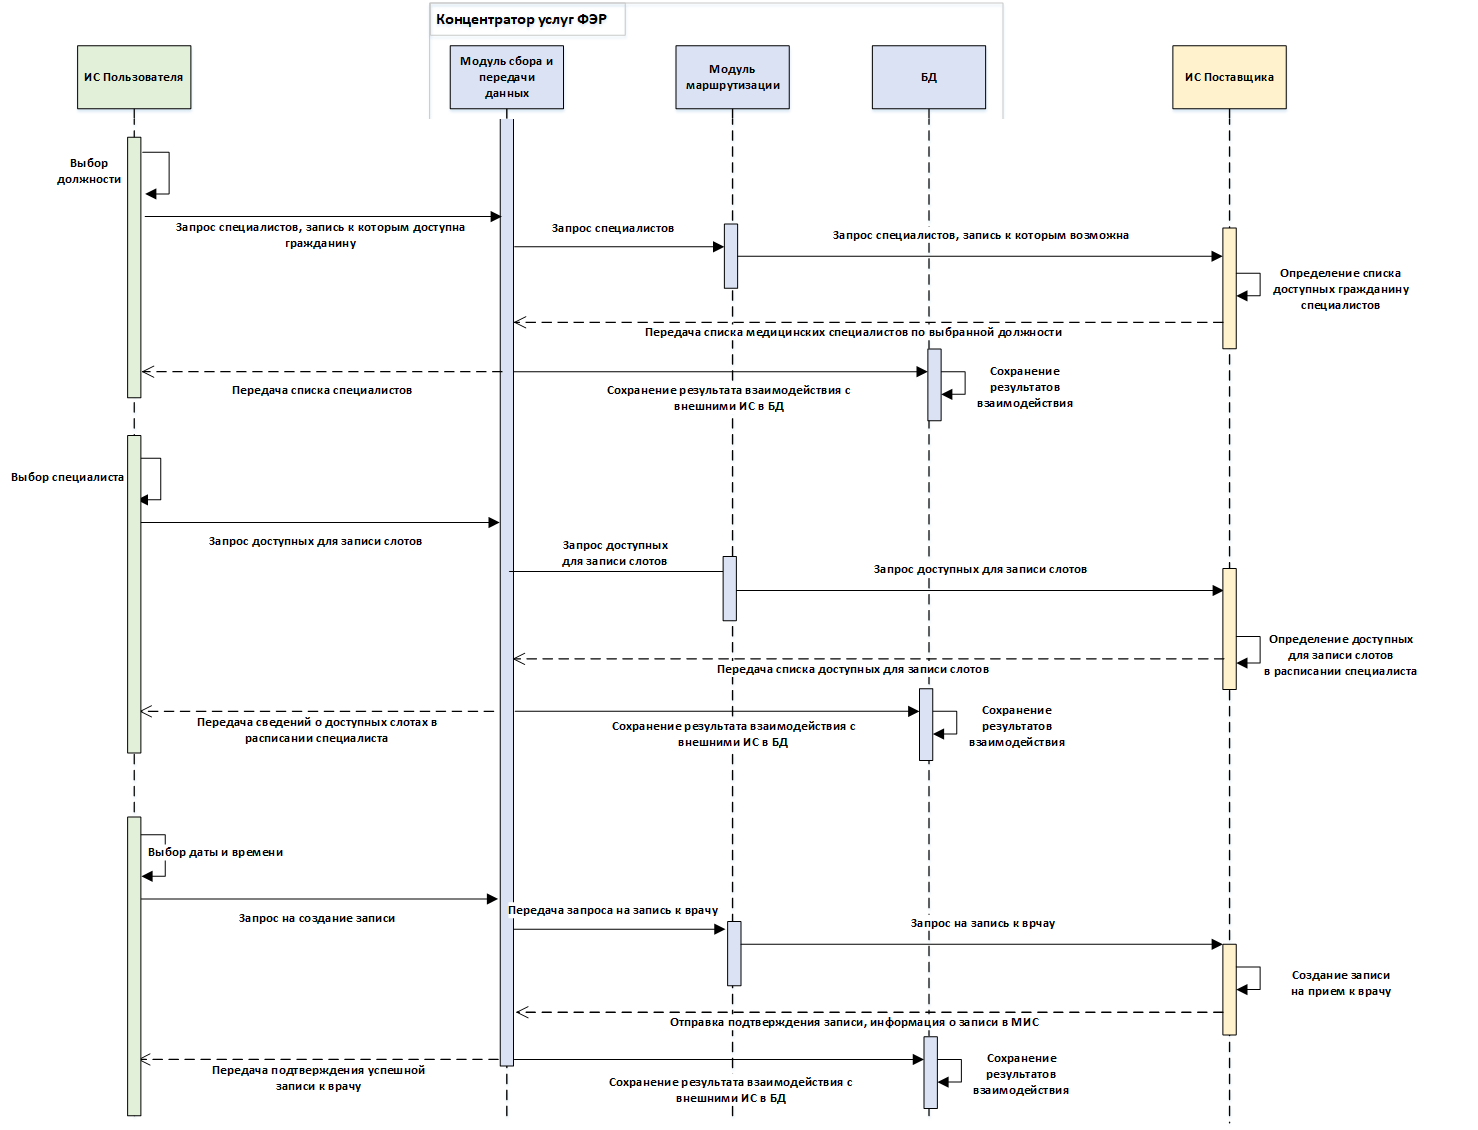 Концентратор услуг ФЭР
ИС Пользователя
Модуль сбора и
передачи
данных
Модуль
маршрутизации
БД
ИС Поставщика
Выбор
должности
Запрос специалистов, запись к которым доступна
гражданину
Запрос специалистов
Запрос специалистов, запись к которым возможна
Определение списка
доступных гражданину
специалистов
Передача списка медицинских специалистов по выбранной должности
Передача списка специалистов
Сохранение результата взаимодействия с
внешними ИС в БД
Сохранение
результатов
взаимодействия
Выбор специалиста
Запрос доступных для записи слотов
Запрос доступных
для записи слотов
Запрос доступных для записи слотов
Определение доступных
для записи слотов
в расписании специалиста
Передача списка доступных для записи слотов
Передача сведений о доступных слотах в
расписании специалиста
Сохранение результата взаимодействия с
внешними ИС в БД
Сохранение
результатов
взаимодействия
Выбор даты и времени
Запрос на создание записи
Передача запроса на запись к врачу
Запрос на запись к врчау
Создание записи
на прием к врачу
Отправка подтверждения записи, информация о записи в МИС
Передача подтверждения успешной
записи к врачу
Сохранение результата взаимодействия с
внешними ИС в БД
Сохранение
результатов
взаимодействия